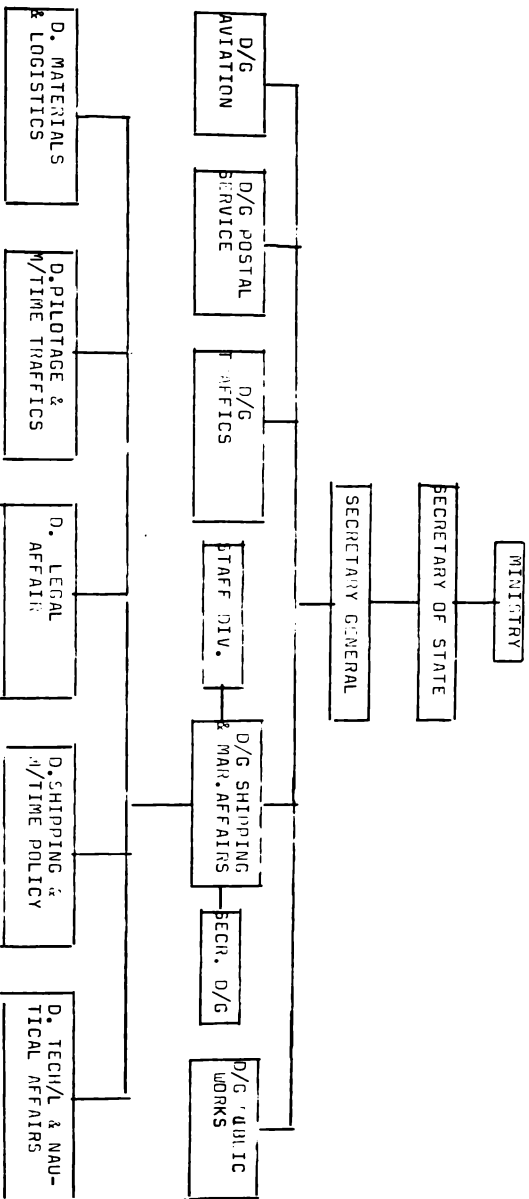 MINISTRY
SECRETARY OF STATE
SECRETARY GENERAL
D/G
AVIATION
D/G POSTAL
SERVICE
D/G
TRAFFICS
STAFF DIV.
D/G SHIPPING
& MAR.AFFAIRS
SECR. D/G
D/G PUBLIC
WORKS
D. MATERIALS
& LOGISTICS
D.PILOTAGE &
M/TIME TRAFFICS
D. LEGAL
AFFAIR
D.SHIPPING &
M/TIME POLICY
D. TECH/L & NAU-
TICAL AFFAIRS